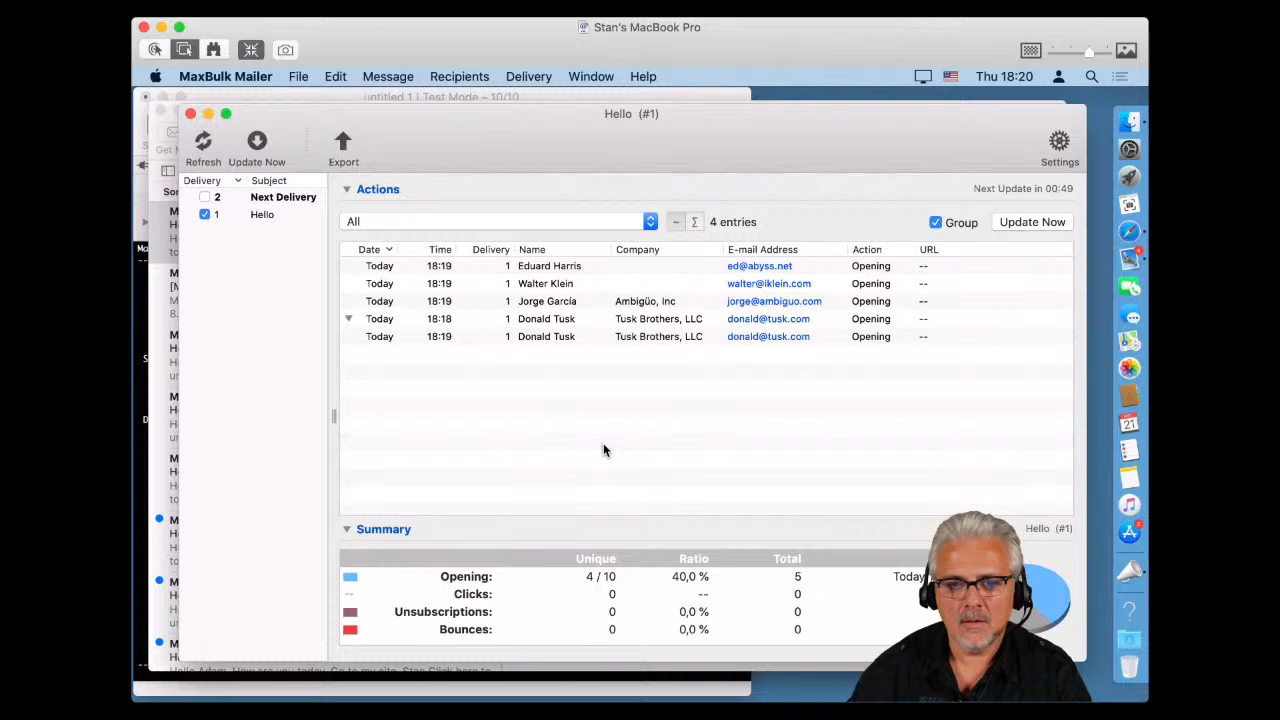 Stan's MacBook Pro
MaxBulk Mailer File Edit Message Recipients Delivery Window Help Thu 18:20
untitled 1 | Test Mode ~ 10/10
Hello (#1)
Refresh Update Now Export Settings
Delivery Subject
2 Next Delivery
1 Hello
Actions Next Update in 00:49
All ~ Σ 4 entries Group Update Now
Date Time Delivery Name Company E-mail Address Action URL
Today 18:19 1 Eduard Harris ed@abyss.net Opening --
Today 18:19 1 Walter Klein walter@iklein.com Opening --
Today 18:19 1 Jorge García Ambigüo, Inc jorge@ambiguo.com Opening --
Today 18:18 1 Donald Tusk Tusk Brothers, LLC donald@tusk.com Opening --
Today 18:19 1 Donald Tusk Tusk Brothers, LLC donald@tusk.com Opening --
Summary Hello (#1)
Unique Ratio Total
Opening: 4 / 10 40,0 % 5 Today
-- Clicks: 0 -- 0
Unsubscriptions: 0 0,0 % 0
Bounces: 0 0,0 % 0